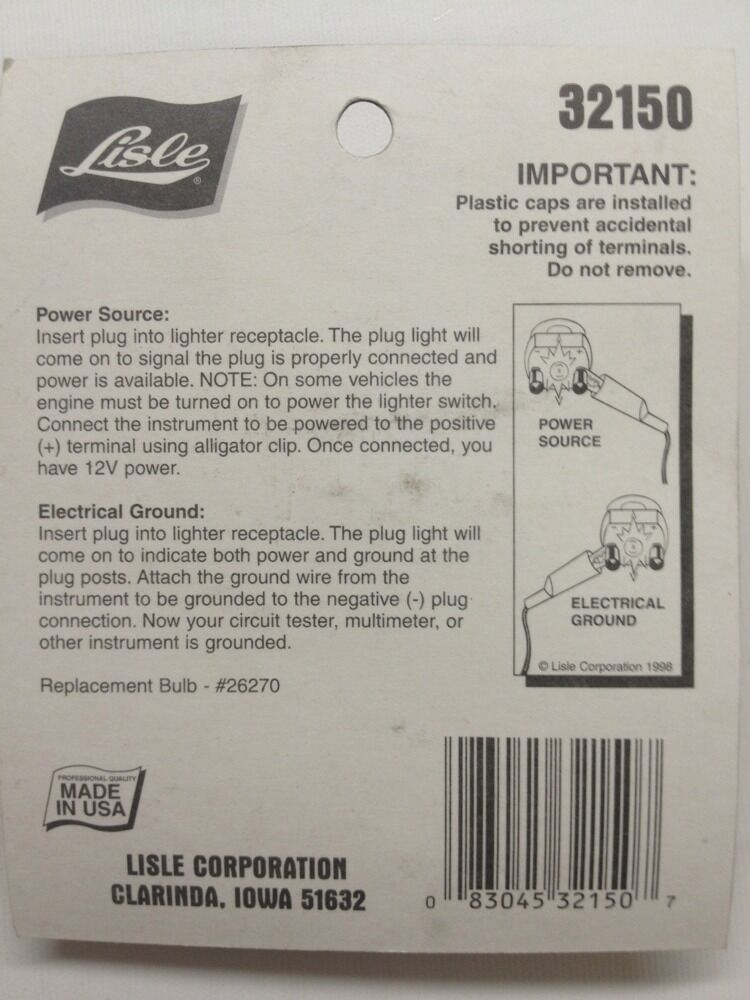 Lisle®
32150
IMPORTANT:
Plastic caps are installed
to prevent accidental
shorting of terminals.
Do not remove.
Power Source:
Insert plug into lighter receptacle. The plug light will
come on to signal the plug is properly connected and
power is available. NOTE: On some vehicles the
engine must be turned on to power the lighter switch.
Connect the instrument to be powered to the positive
(+) terminal using alligator clip. Once connected, you
have 12V power.
Electrical Ground:
Insert plug into lighter receptacle. The plug light will
come on to indicate both power and ground at the
plug posts. Attach the ground wire from the
instrument to be grounded to the negative (-) plug
connection. Now your circuit tester, multimeter, or
other instrument is grounded.
Replacement Bulb - #26270
POWER
SOURCE
ELECTRICAL
GROUND
© Lisle Corporation 1998
PROFESSIONAL QUALITY
MADE
IN USA
LISLE CORPORATION
CLARINDA, IOWA 51632
0 83045 32150 7